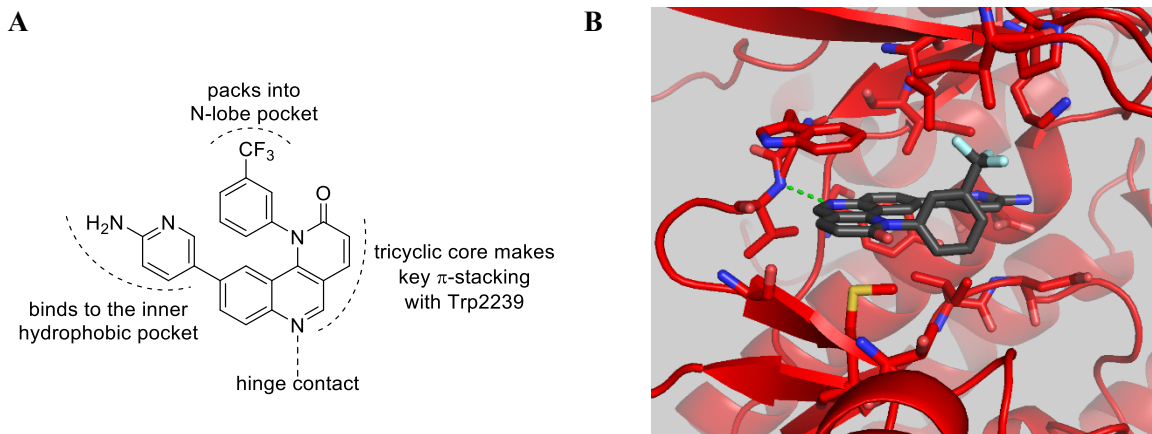 A
B
packs into
N-lobe pocket
CF3
O
H2N
N
N
tricyclic core makes
key π-stacking
with Trp2239
binds to the inner
hydrophobic pocket
N
hinge contact